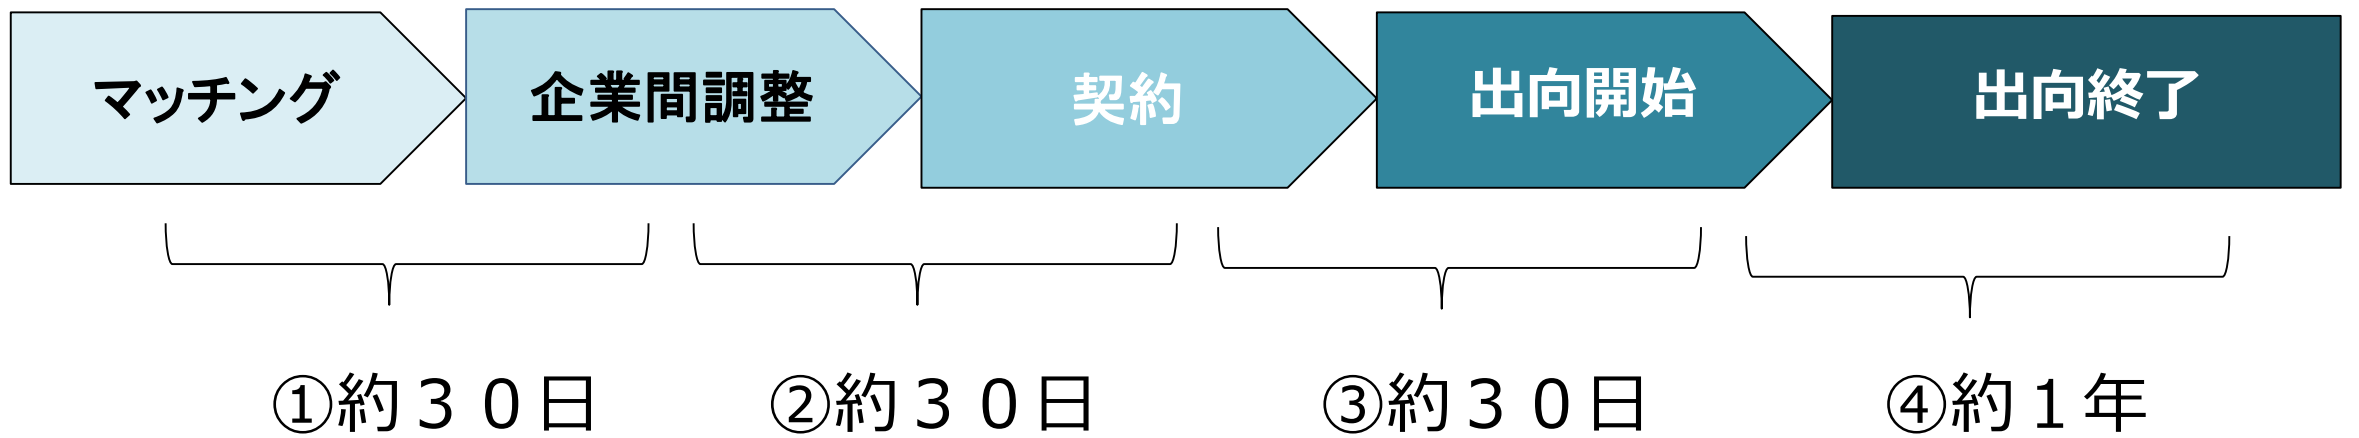 マッチング
企業間調整
契約
出向開始
出向終了
①約３０日
②約３０日
③約３０日
④約１年